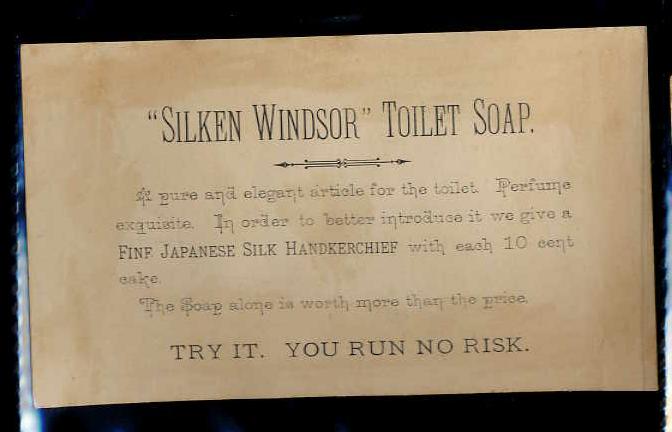 "SILKEN WINDSOR" TOILET SOAP.
A pure and elegant article for the toilet. Perfume
exquisite. In order to better introduce it we give a
FINE JAPANESE SILK HANDKERCHIEF with each 10 cent
cake.
The Soap alone is worth more than the price.
TRY IT. YOU RUN NO RISK.